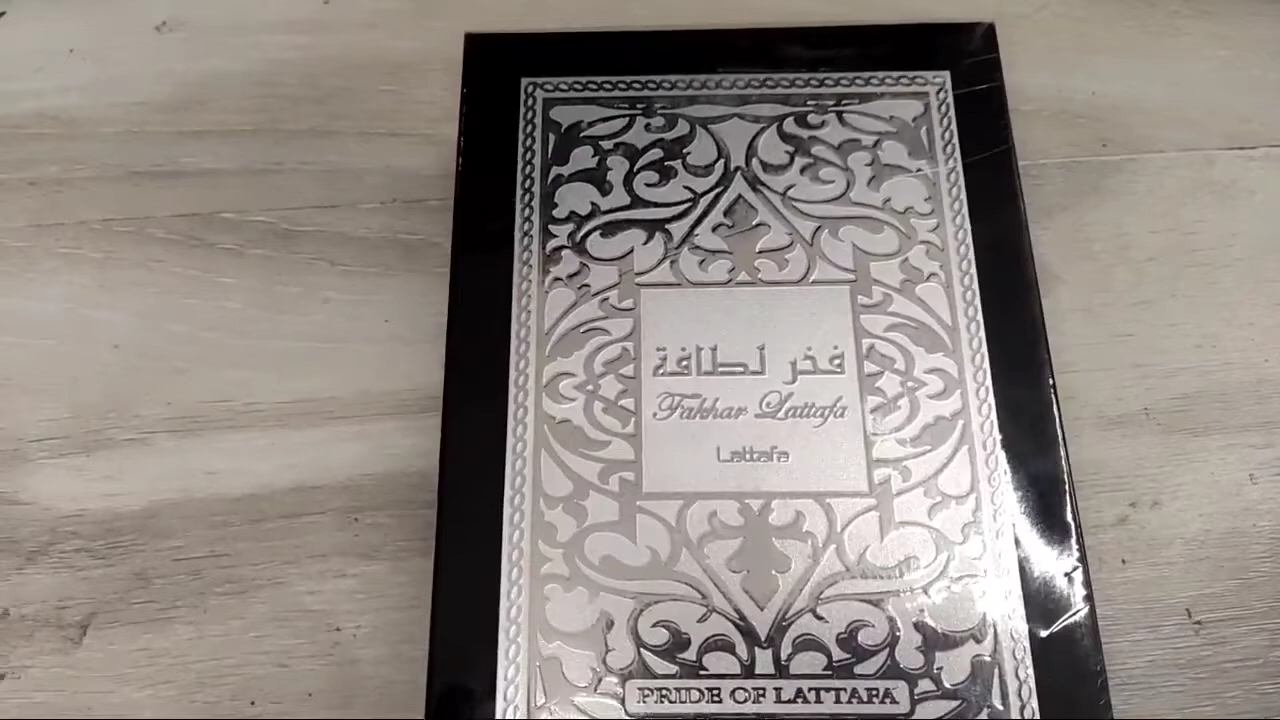 فخر لطافة
Fakhar Lattafa
Lattafa
PRIDE OF LATTAFA